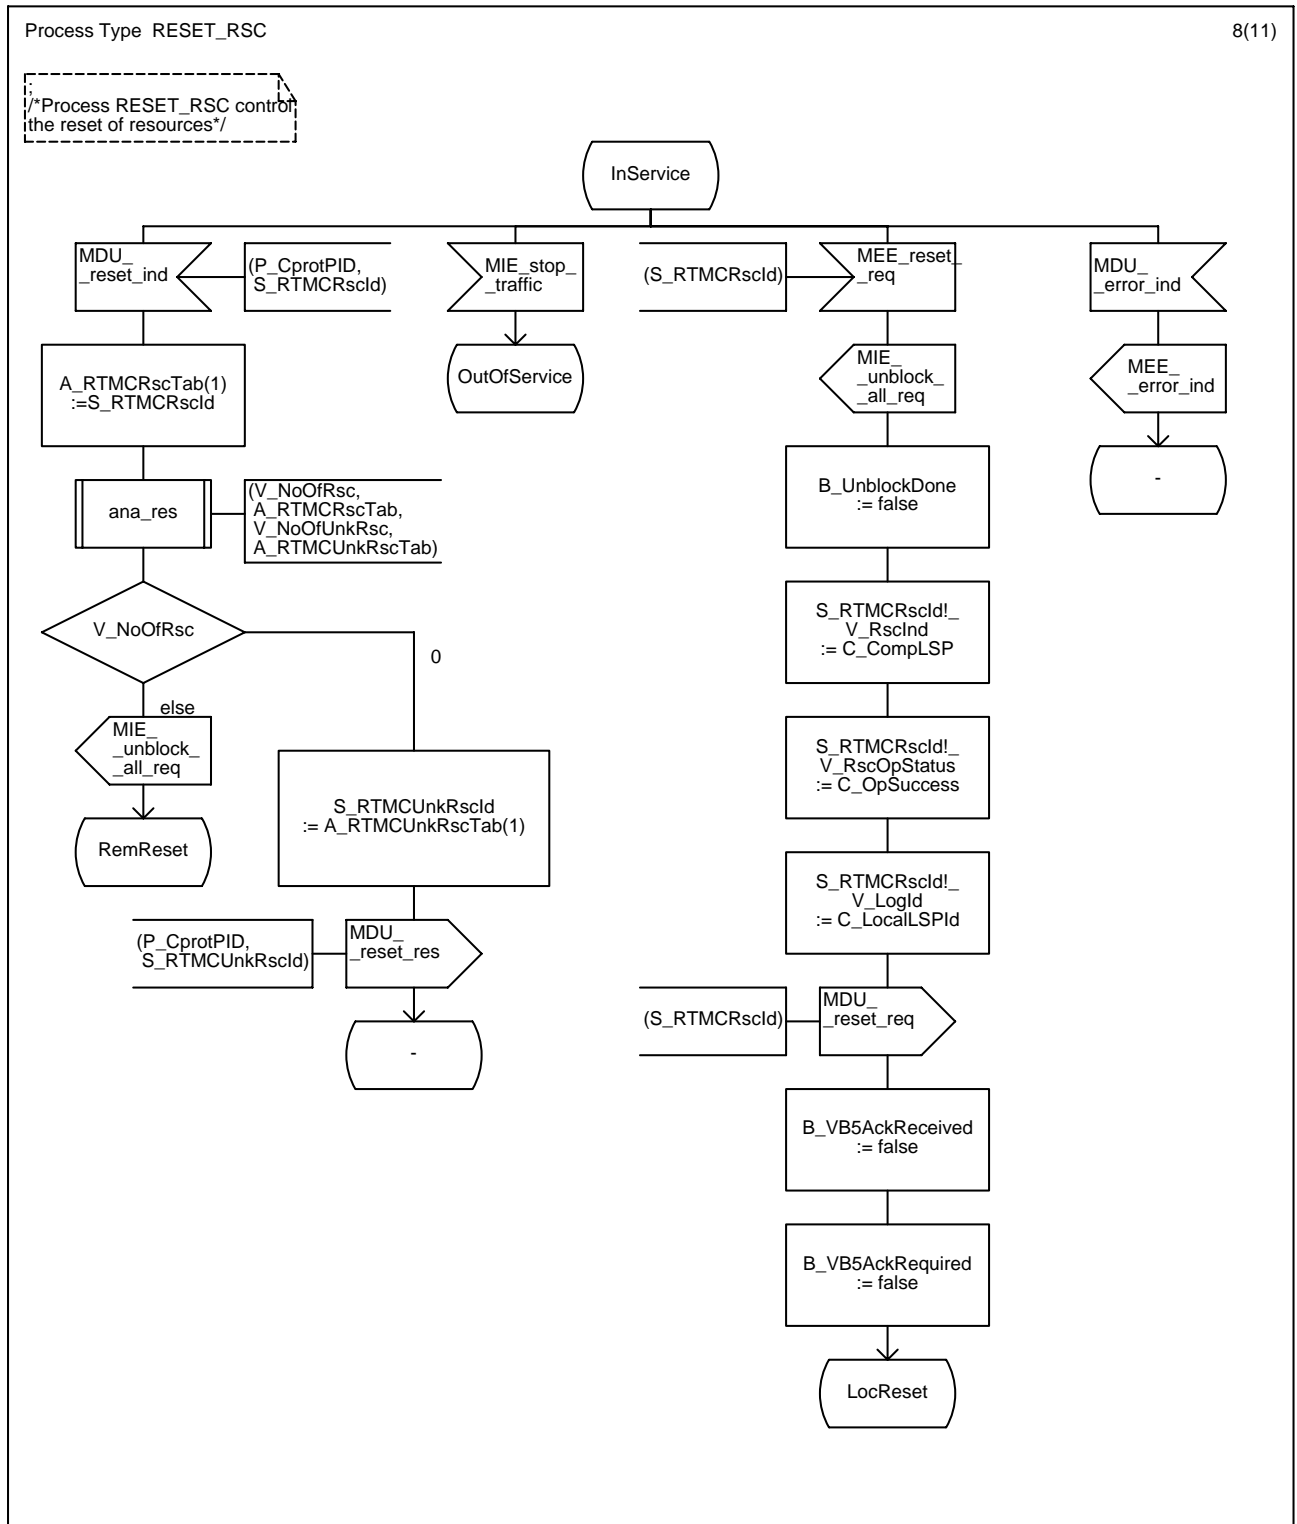 Process Type RESET_RSC
8(11)
;
/*Process RESET_RSC control
the reset of resources*/
InService
MDU_
_reset_ind
(P_CprotPID,
S_RTMCRscId)
MIE_stop_
_traffic
(S_RTMCRscId)
MEE_reset_
_req
MDU_
_error_ind
A_RTMCRscTab(1)
:=S_RTMCRscId
OutOfService
MIE_
_unblock_
_all_req
MEE_
_error_ind
ana_res
(V_NoOfRsc,
A_RTMCRscTab,
V_NoOfUnkRsc,
A_RTMCUnkRscTab)
B_UnblockDone
:= false
-
V_NoOfRsc
0
else
S_RTMCRscId!_
V_RscInd
:= C_CompLSP
MIE_
_unblock_
_all_req
S_RTMCUnkRscId
:= A_RTMCUnkRscTab(1)
S_RTMCRscId!_
V_RscOpStatus
:= C_OpSuccess
RemReset
S_RTMCRscId!_
V_LogId
:= C_LocalLSPId
(P_CprotPID,
S_RTMCUnkRscId)
MDU_
_reset_res
(S_RTMCRscId)
MDU_
_reset_req
-
B_VB5AckReceived
:= false
B_VB5AckRequired
:= false
LocReset